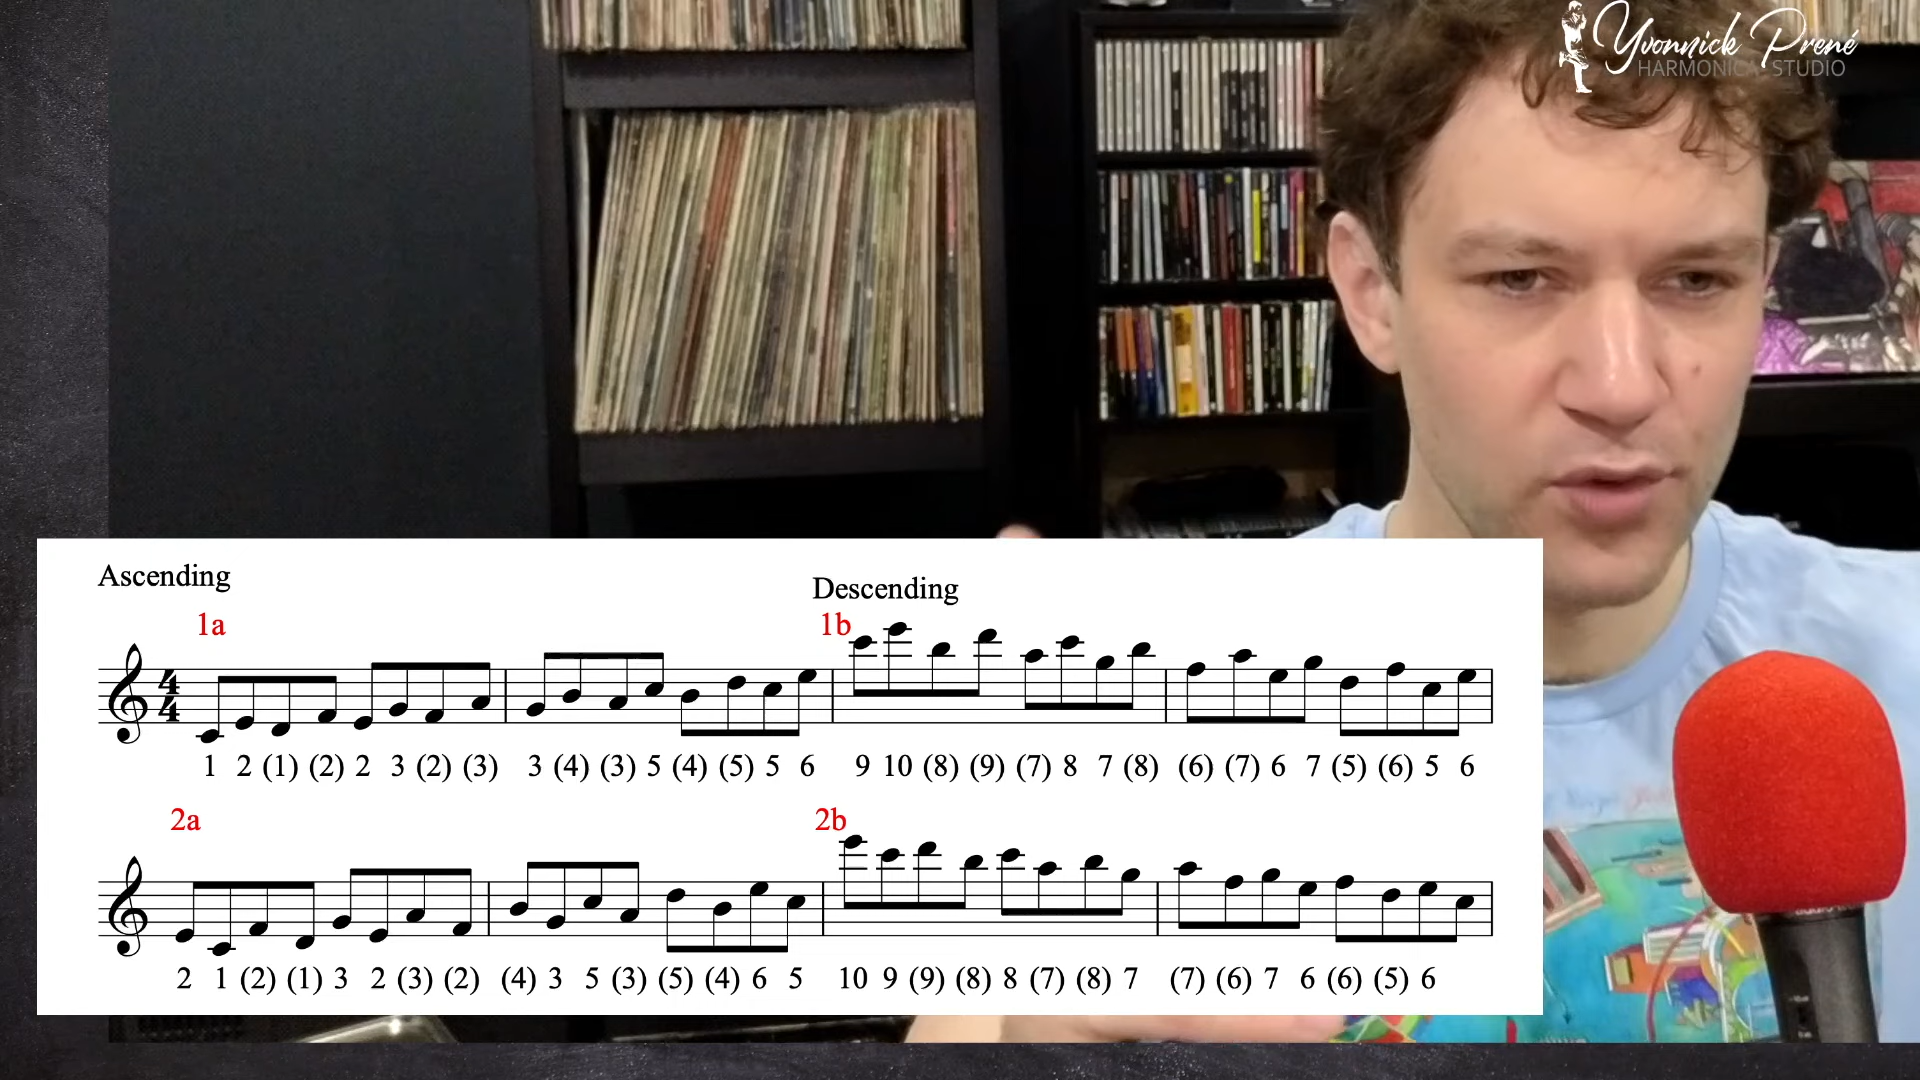 Yvonnick Prené
HARMONICA STUDIO
Ascending
Descending
1a
1b
4
4
1 2 (1) (2) 2 3 (2) (3) 3 (4) (3) 5 (4) (5) 5 6 9 10 (8) (9) (7) 8 7 (8) (6) (7) 6 7 (5) (6) 5 6
2a
2b
2 1 (2) (1) 3 2 (3) (2) (4) 3 5 (3) (5) (4) 6 5 10 9 (9) (8) 8 (7) (8) 7 (7) (6) 7 6 (6) (5) 6